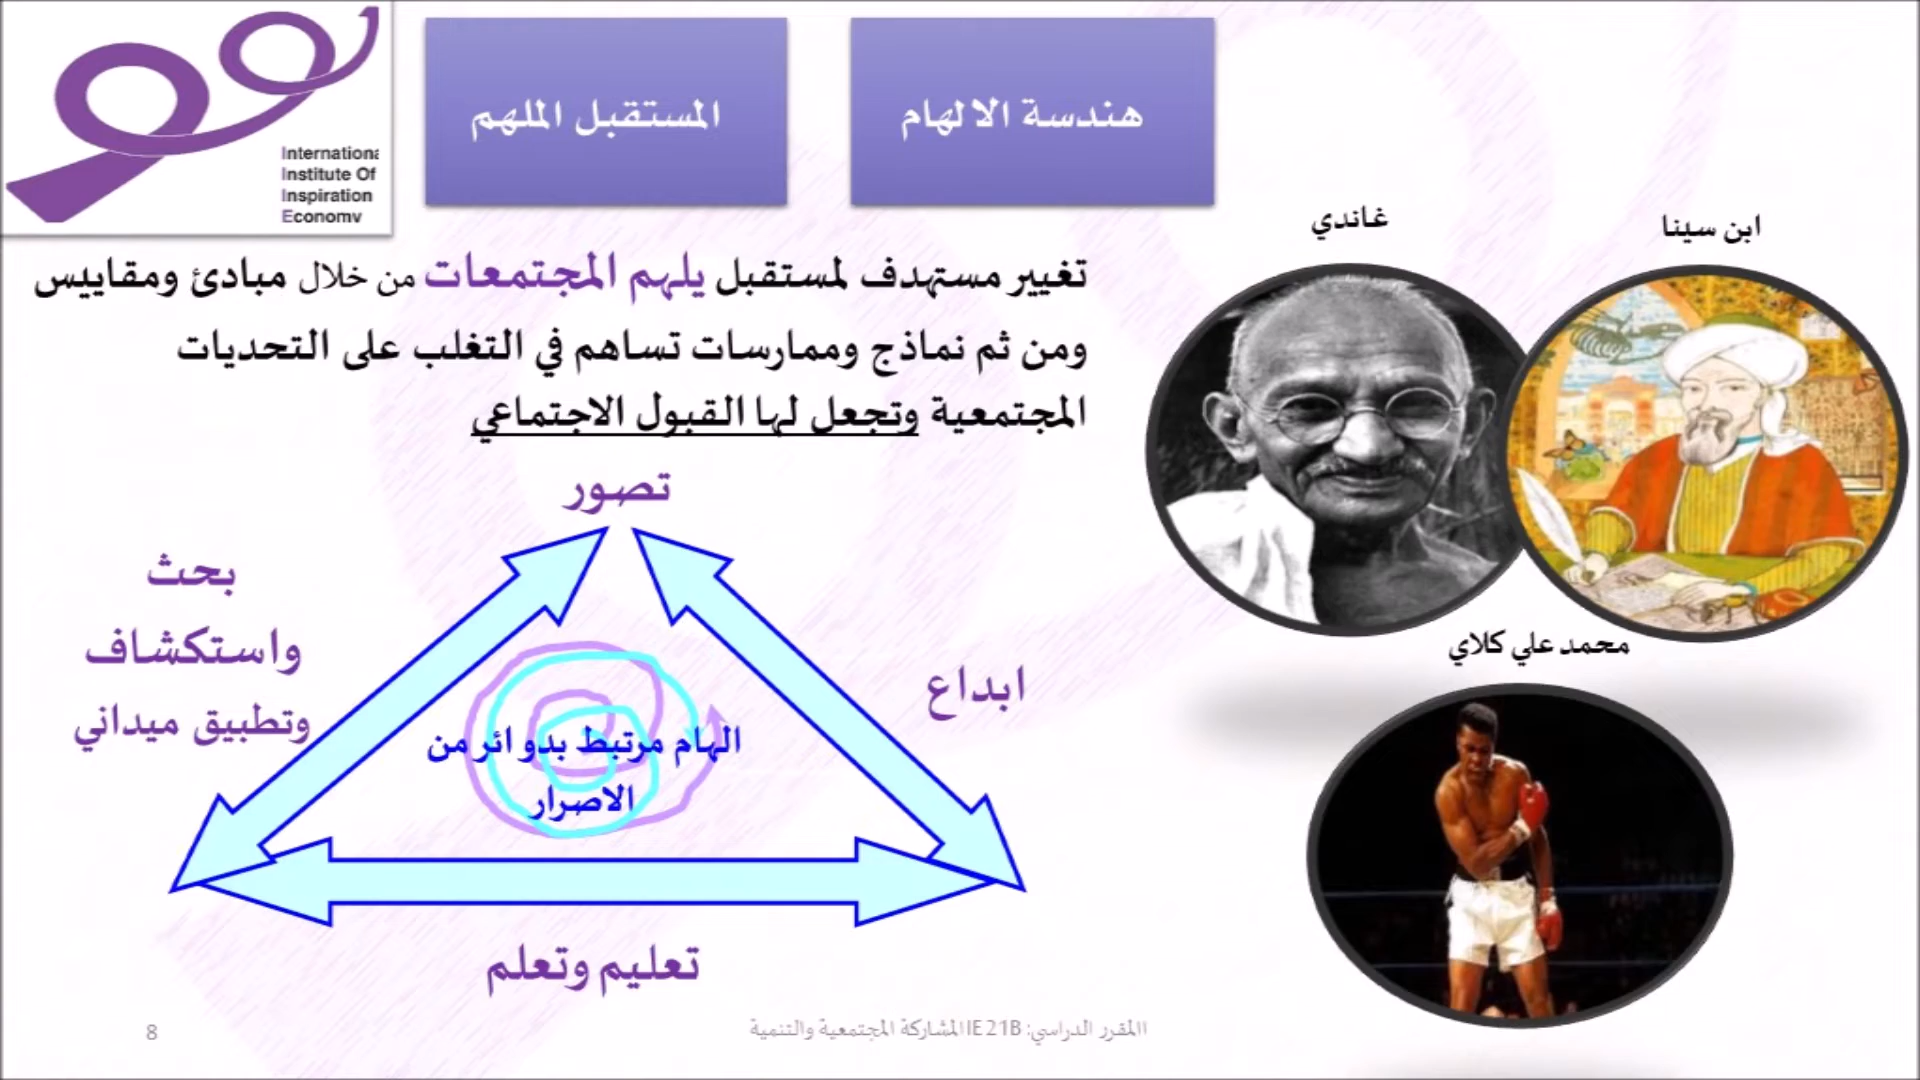 International
Institute Of
Inspiration
Economy
هندسة الالهام
المستقبل الملهم
غاندي
ابن سينا
تغيير مستهدف لمستقبل يلهم المجتمعات من خلال مبادئ ومقاييس
ومن ثم نماذج وممارسات تساهم في التغلب على التحديات
المجتمعية وتجعل لها القبول الاجتماعي
تصور
بحث
واستكشاف
وتطبيق ميداني
ابداع
الهام مرتبط بدوائر من
الاصرار
تعليم وتعلم
محمد علي كلاي
االمقرر الدراسي: IE 21B المشاركة المجتمعية والتنمية
8